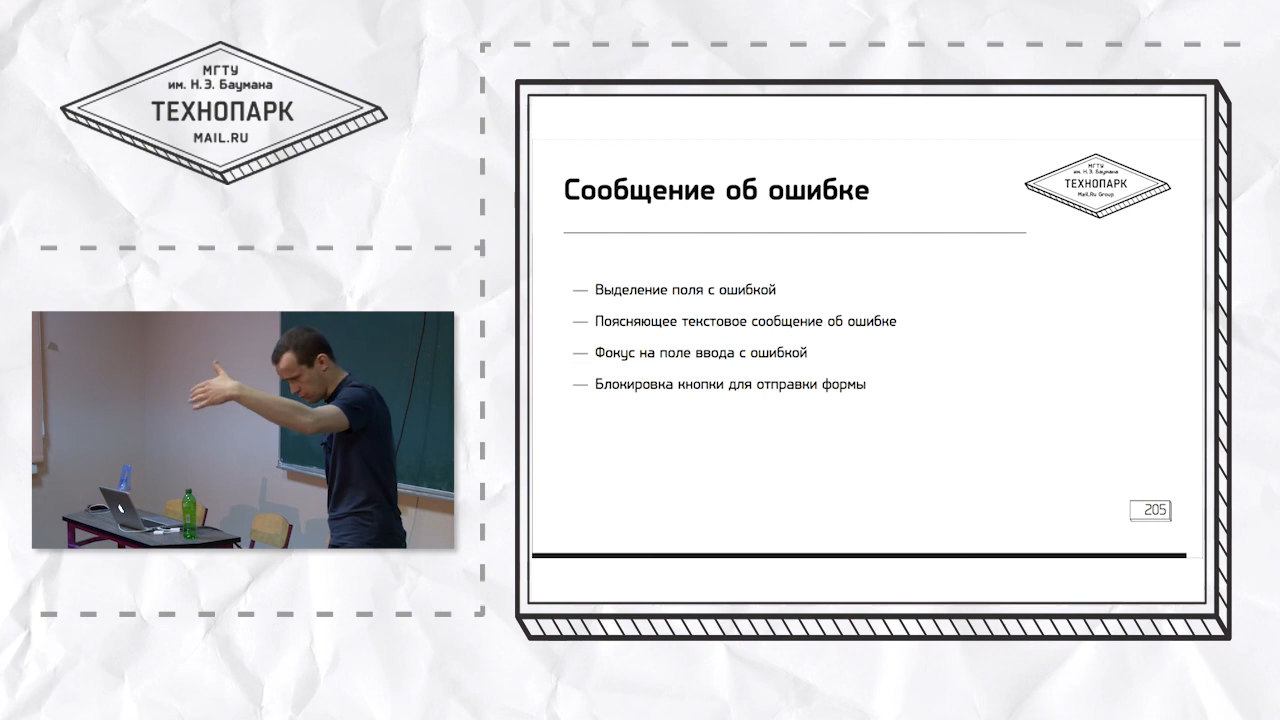 МГТУ
им. Н.Э. Баумана
ТЕХНОПАРК
MAIL.RU
Сообщение об ошибке
МГТУ
им. Н.Э. Баумана
ТЕХНОПАРК
Mail.Ru Group
— Выделение поля с ошибкой
— Поясняющее текстовое сообщение об ошибке
— Фокус на поле ввода с ошибкой
— Блокировка кнопки для отправки формы
205